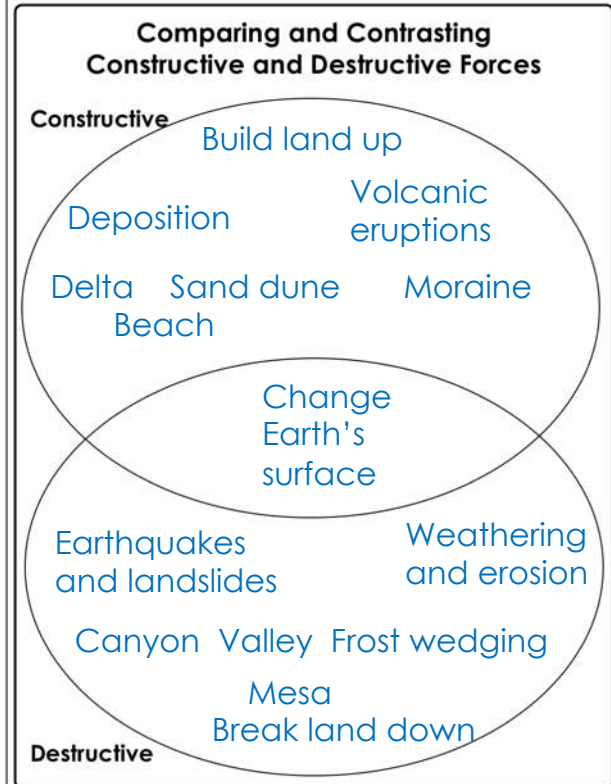 Comparing and Contrasting
Constructive and Destructive Forces
Constructive
Build land up
Volcanic
eruptions
Deposition
Delta Sand dune Moraine
Beach
Change
Earth's
surface
Earthquakes
and landslides
Weathering
and erosion
Canyon Valley Frost wedging
Mesa
Break land down
Destructive